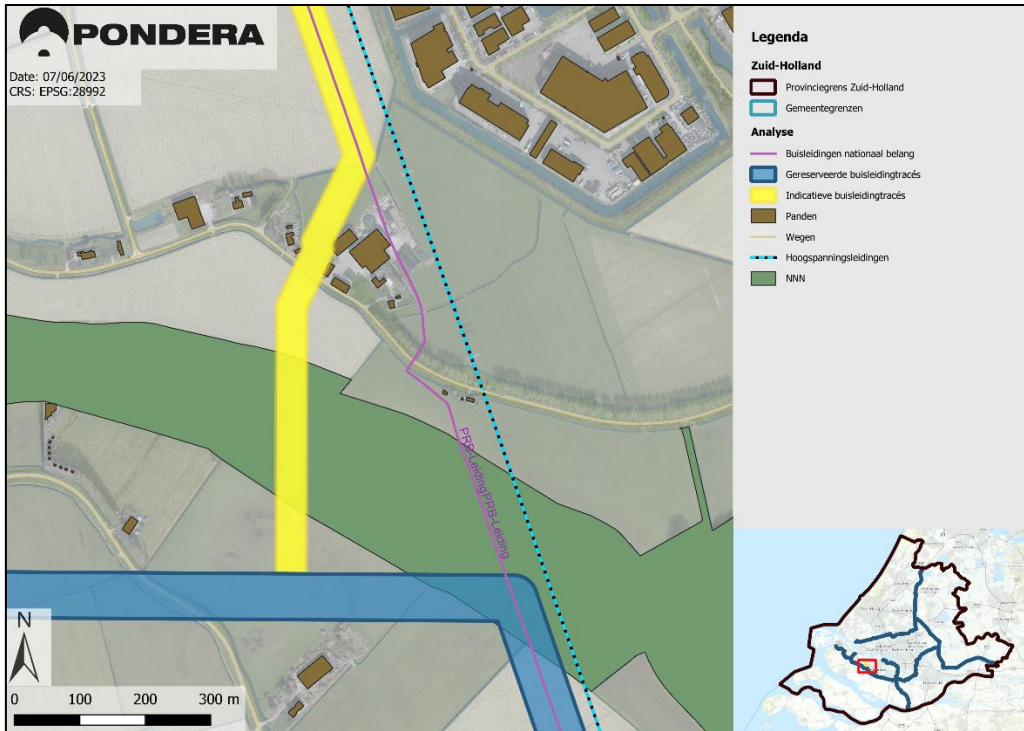 PONDERA
Date: 07/06/2023
CRS: EPSG:28992
PRB-LeidingPRB-Leiding
N
0 100 200 300 m
Legenda
Zuid-Holland
Provinciegrens Zuid-Holland
Gemeentegrenzen
Analyse
Buisleidingen nationaal belang
Gereserveerde buisleidingtracés
Indicatieve buisleidingtracés
Panden
Wegen
Hoogspanningsleidingen
NNN